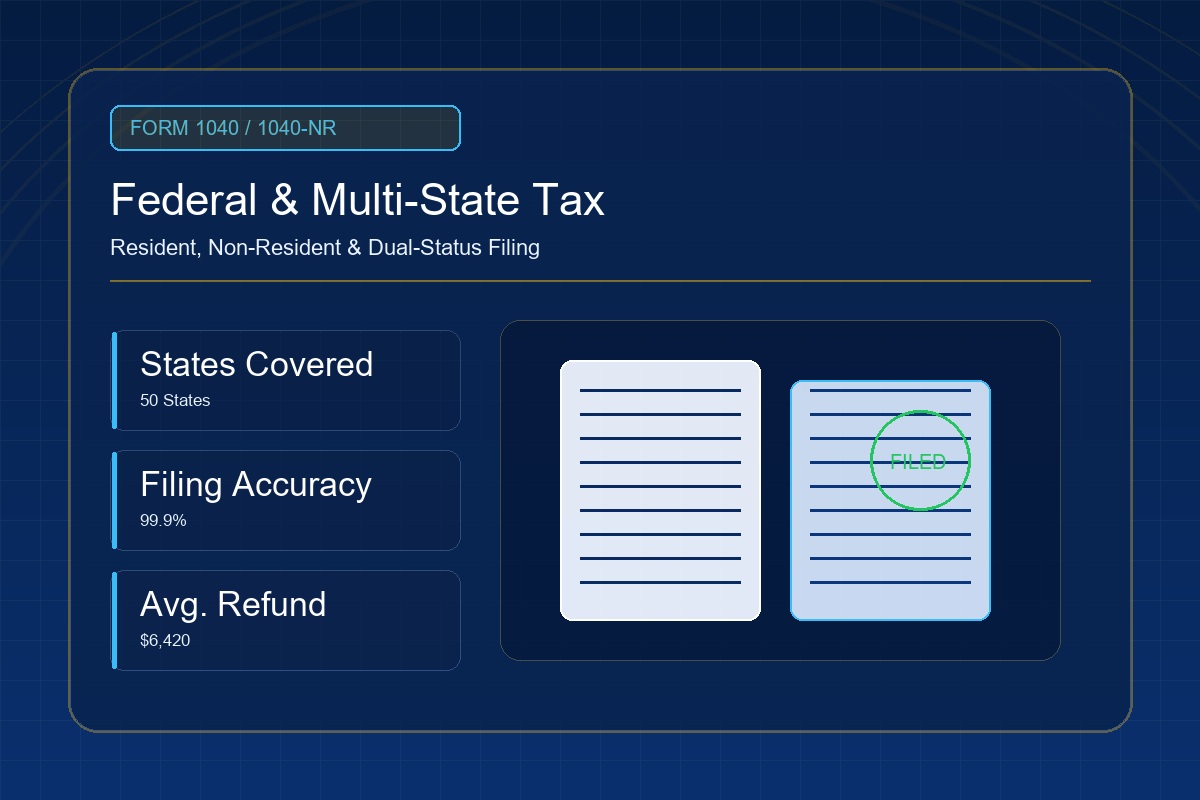 FORM 1040 / 1040-NR
Federal & Multi-State Tax
Resident, Non-Resident & Dual-Status Filing
States Covered
50 States
Filing Accuracy
99.9%
Avg. Refund
$6,420
FILED